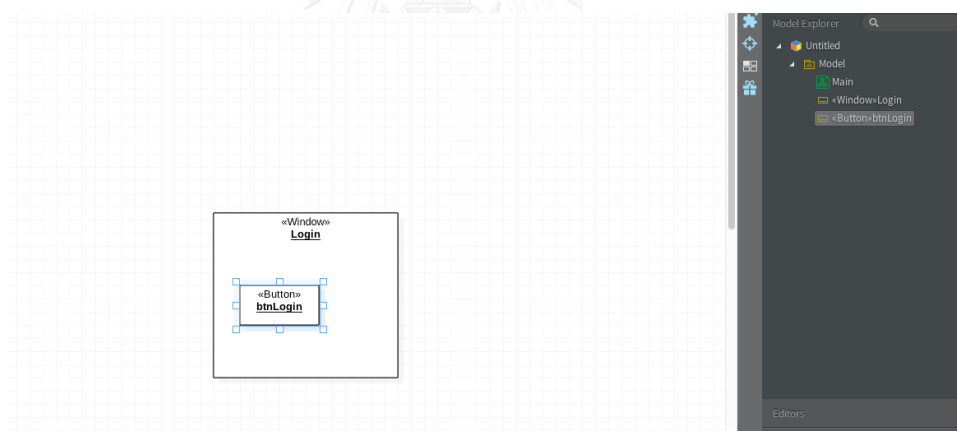 «Window»
Login
«Button»
btnLogin
Model Explorer
Untitled
Model
Main
«Window»Login
«Button»btnLogin
Editors